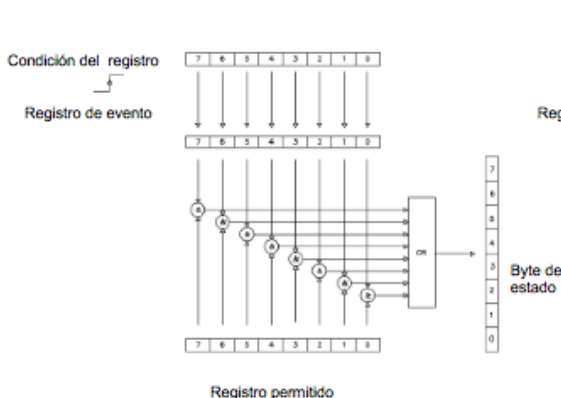 Condición del registro
7 6 5 4 3 2 1 0
Registro de evento
Reg
7 6 5 4 3 2 1 0
7
6
5
4
3
2
1
0
&
&
&
&
&
&
&
&
OR
Byte de
estado
7 6 5 4 3 2 1 0
Registro permitido